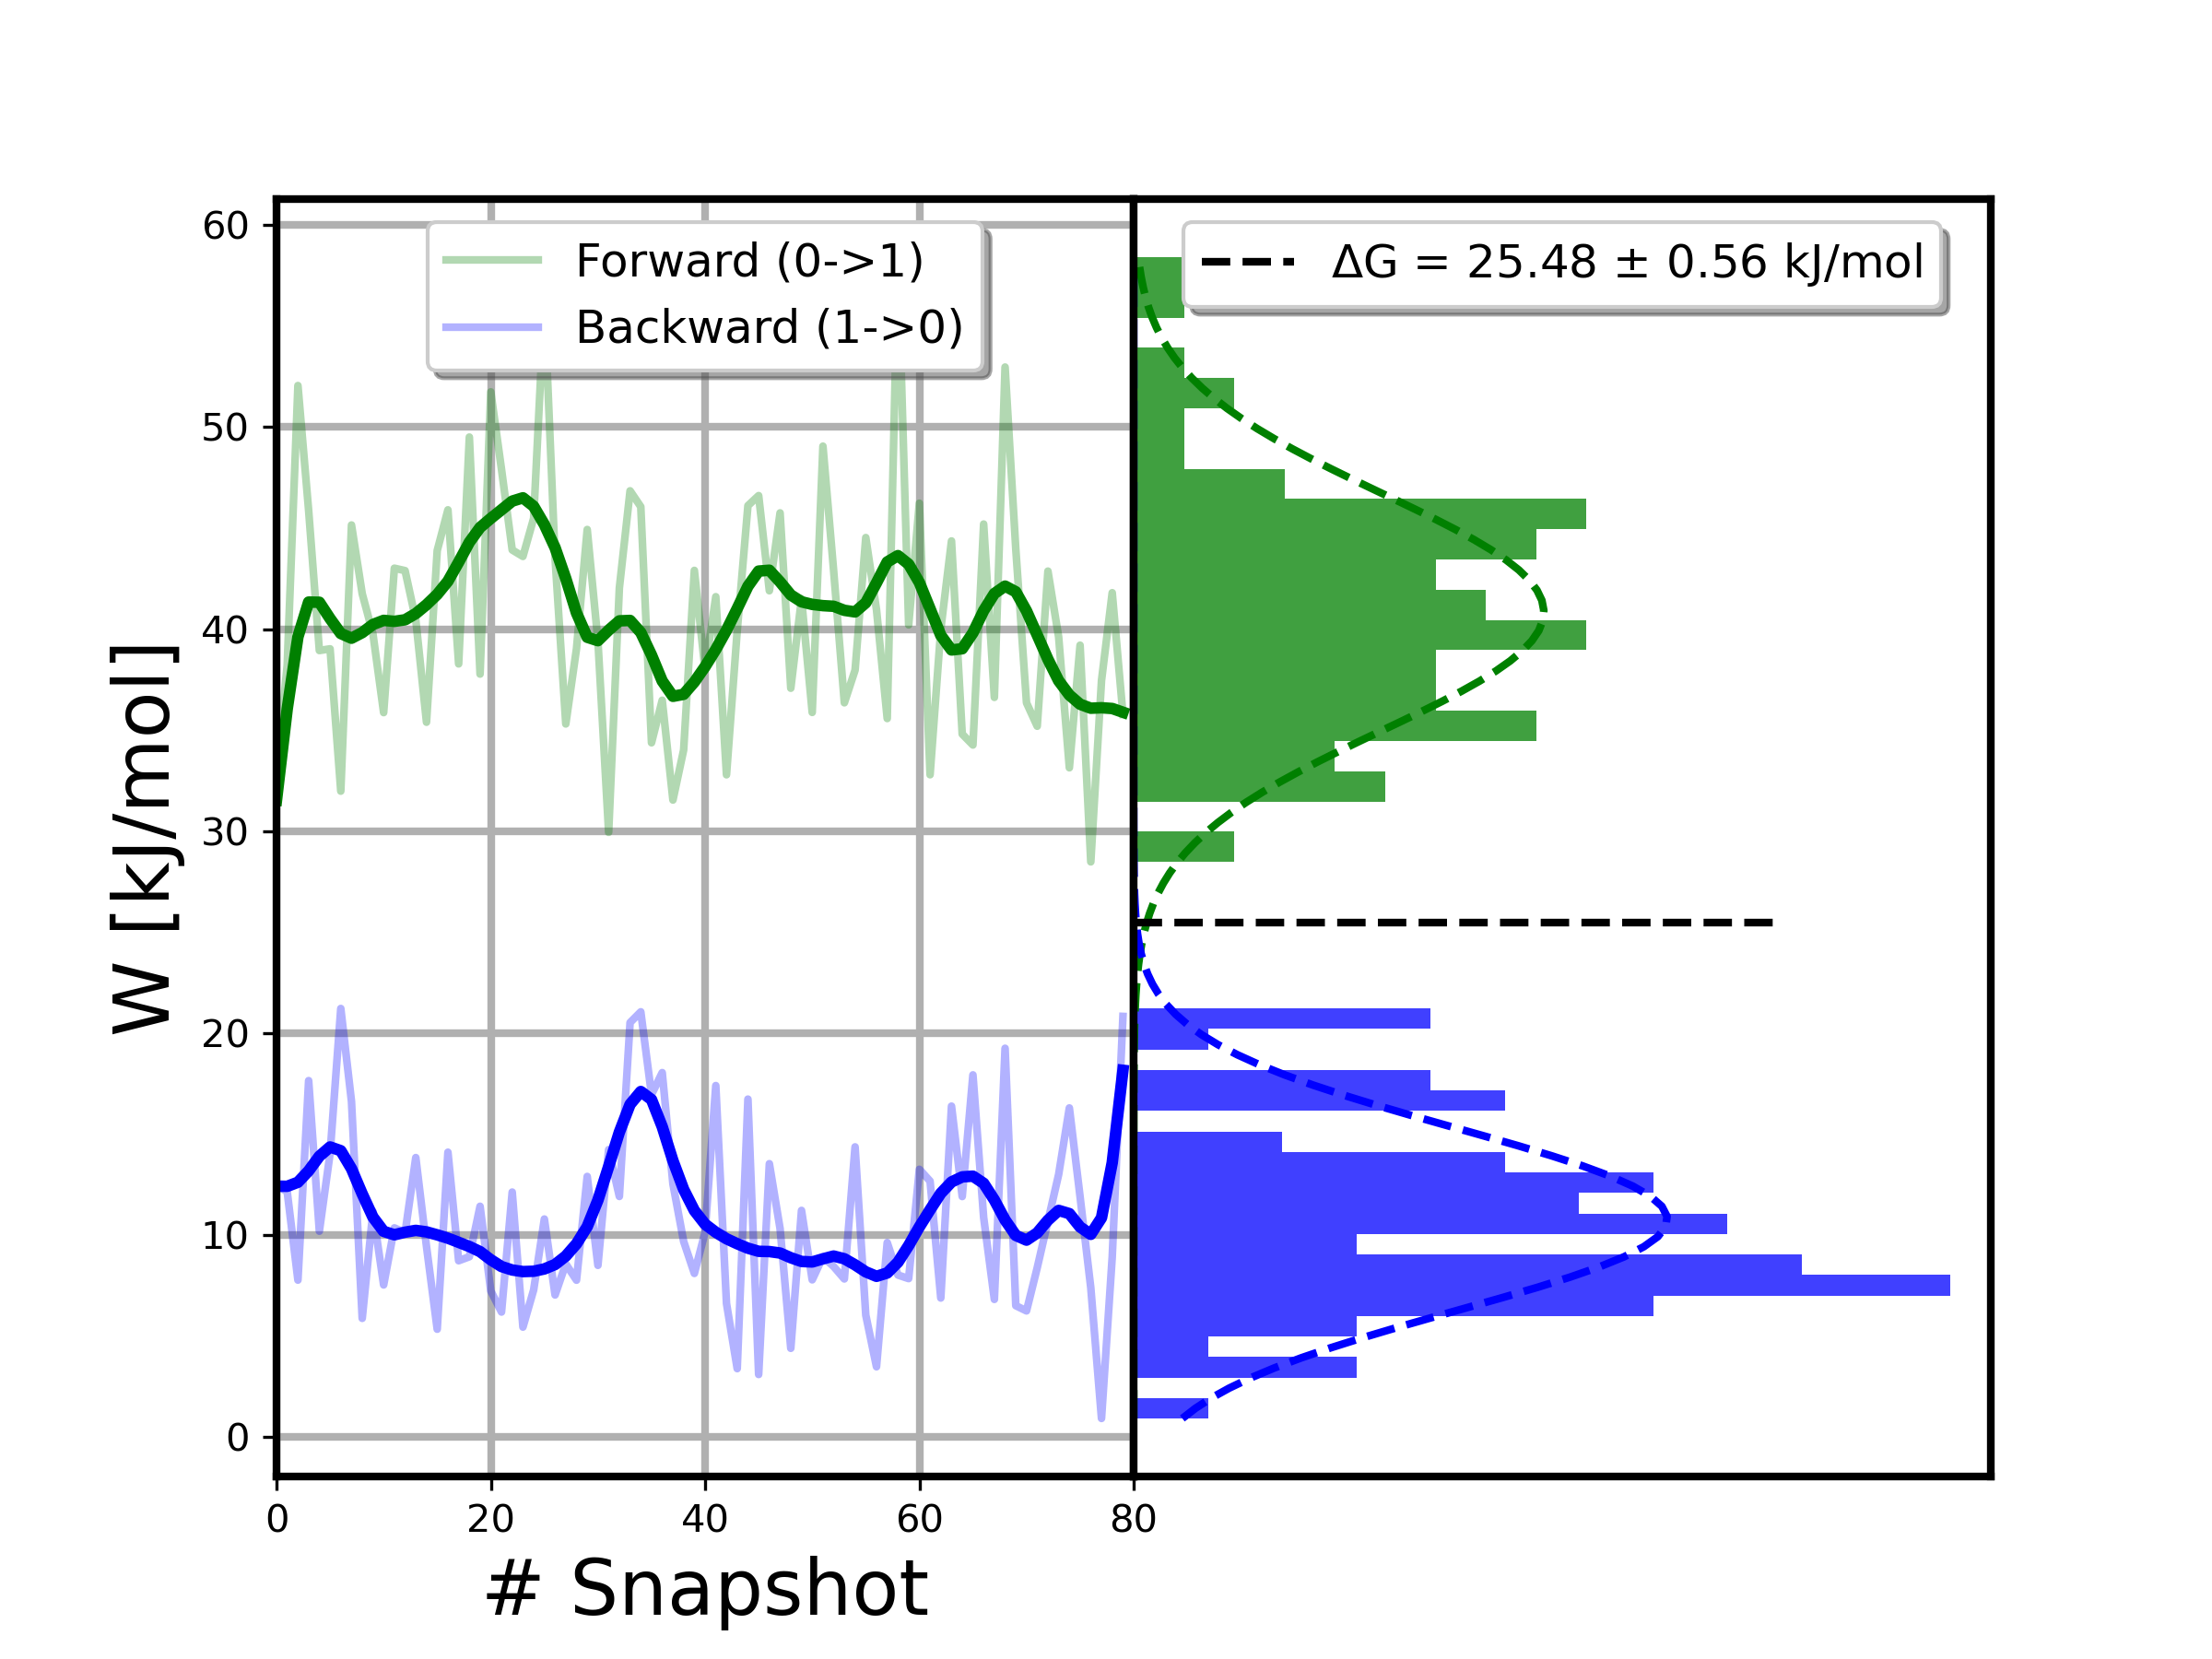 60
50
40
30
20
10
0
W [kJ/mol]
Forward (0->1)
Backward (1->0)
ΔG = 25.48 ± 0.56 kJ/mol
0 20 40 60 80
# Snapshot